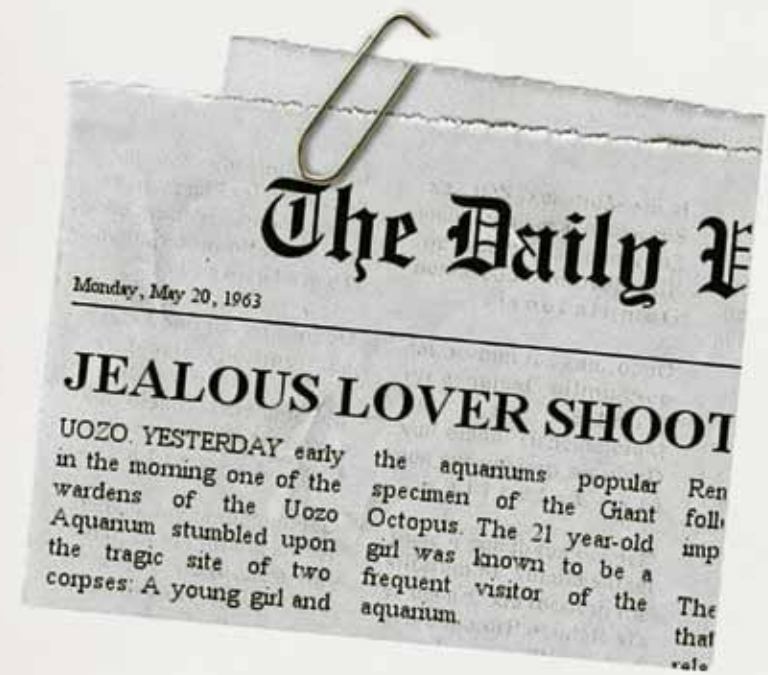 The Daily
Monday, May 20, 1963
JEALOUS LOVER SHOOT
UOZO. YESTERDAY early
in the morning one of the
wardens of the Uozo
Aquarium stumbled upon
the tragic site of two
corpses: A young girl and
the aquariums popular
specimen of the Giant
Octopus. The 21 year-old
girl was known to be a
frequent visitor of the
aquarium.
Ren
foll
imp
The
that